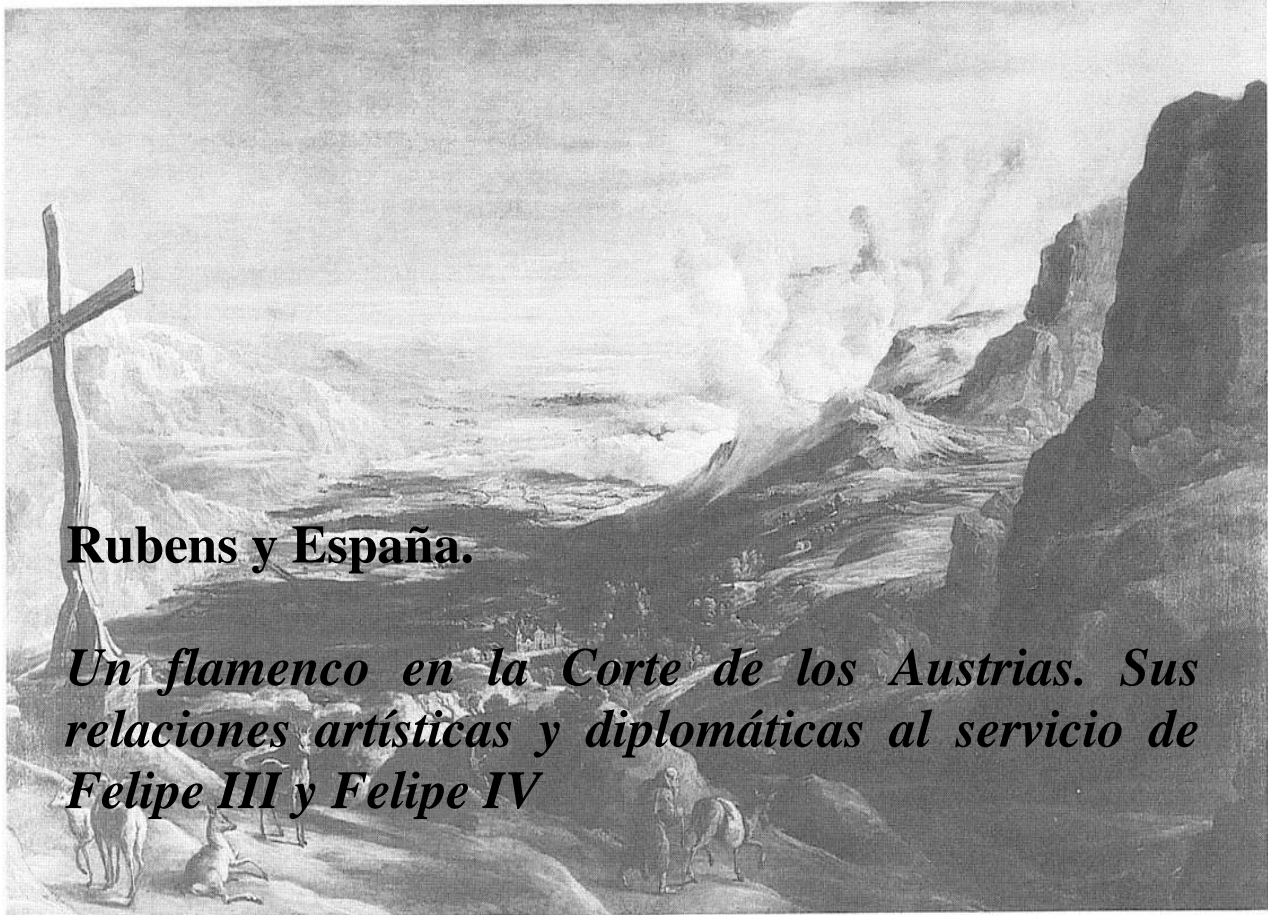 Rubens y España.
Un flamenco en la Corte de los Austrias. Sus
relaciones artísticas y diplomáticas al servicio de
Felipe III y Felipe IV